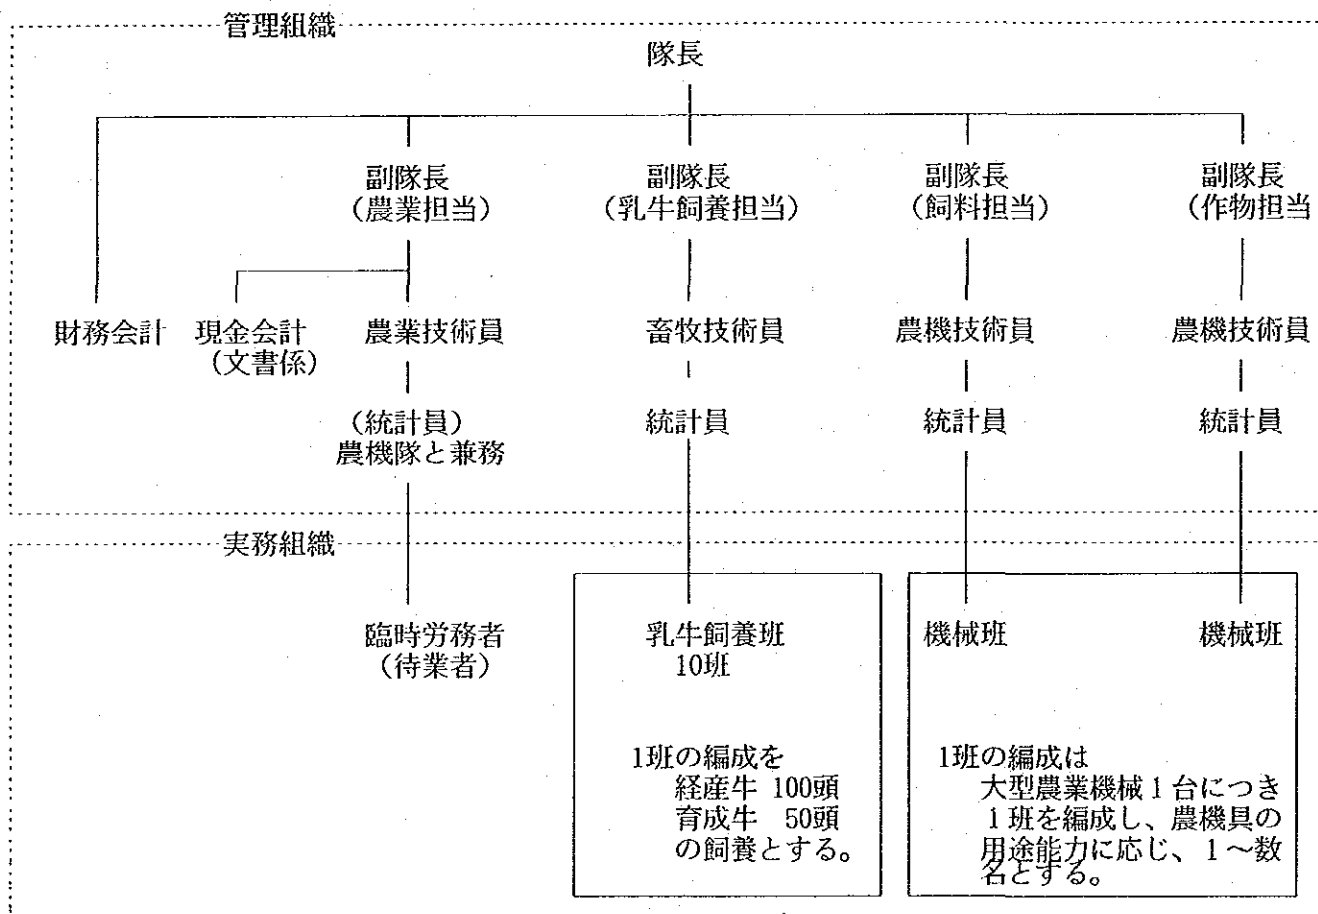 管理組織
隊長
副隊長
(農業担当)
副隊長
(乳牛飼養担当)
副隊長
(飼料担当)
副隊長
(作物担当
財務会計
現金会計
(文書係)
農業技術員
畜牧技術員
農機技術員
農機技術員
(統計員)
農機隊と兼務
統計員
統計員
統計員
実務組織
臨時労務者
(待業者)
乳牛飼養班
10班
機械班
機械班
1班の編成を
経産牛 100頭
育成牛 50頭
の飼養とする。
1班の編成は
大型農業機械1台につき
1班を編成し、農機具の
用途能力に応じ、1～数
名とする。